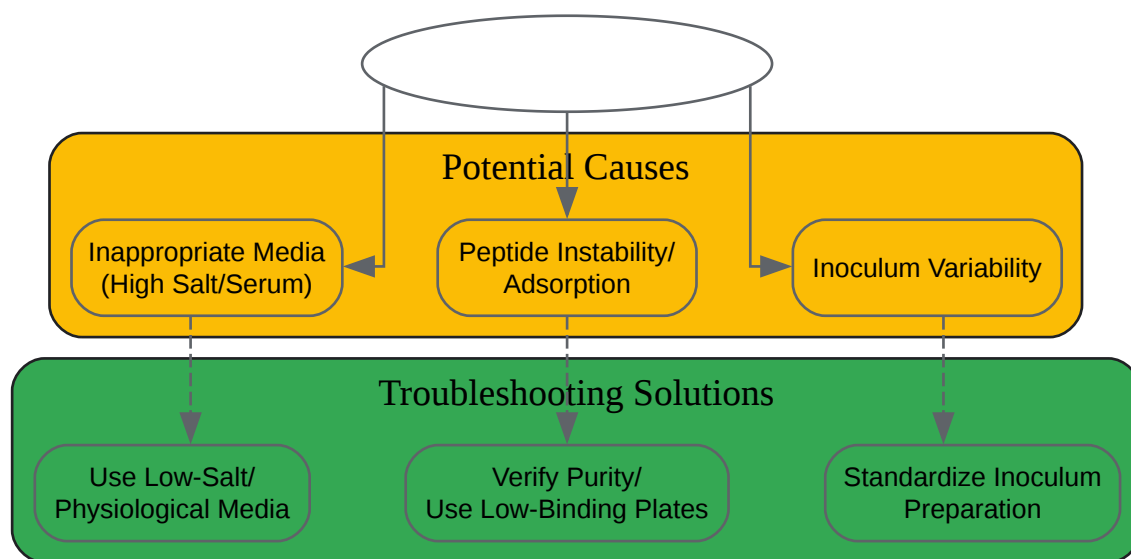 Potential Causes
Inappropriate Media
(High Salt/Serum)
Peptide Instability/
Adsorption
Inoculum Variability
Troubleshooting Solutions
Use Low-Salt/
Physiological Media
Verify Purity/
Use Low-Binding Plates
Standardize Inoculum
Preparation